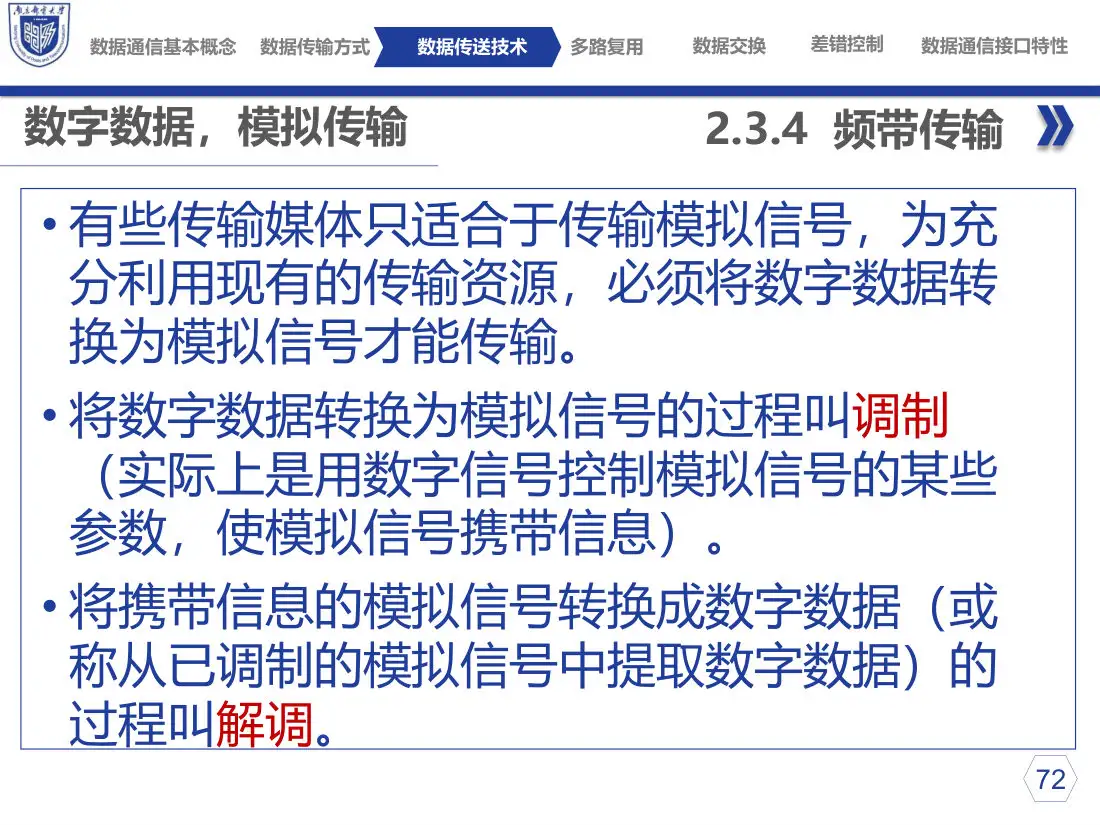 数据通信基本概念 数据传输方式 数据传送技术 多路复用 数据交换 差错控制 数据通信接口特性
数字数据，模拟传输
2.3.4 频带传输
•有些传输媒体只适合于传输模拟信号，为充
分利用现有的传输资源，必须将数字数据转
换为模拟信号才能传输。
•将数字数据转换为模拟信号的过程叫调制
（实际上是用数字信号控制模拟信号的某些
参数，使模拟信号携带信息）。
•将携带信息的模拟信号转换成数字数据（或
称从已调制的模拟信号中提取数字数据）的
过程叫解调。
72